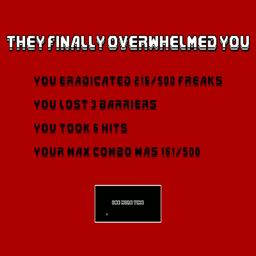 THEY FINALLY OVERWHELMED YOU
YOU ERADICATED 216/500 FREAKS
YOU LOST 3 BARRIERS
YOU TOOK 6 HITS
YOUR MAX COMBO WAS 161/500